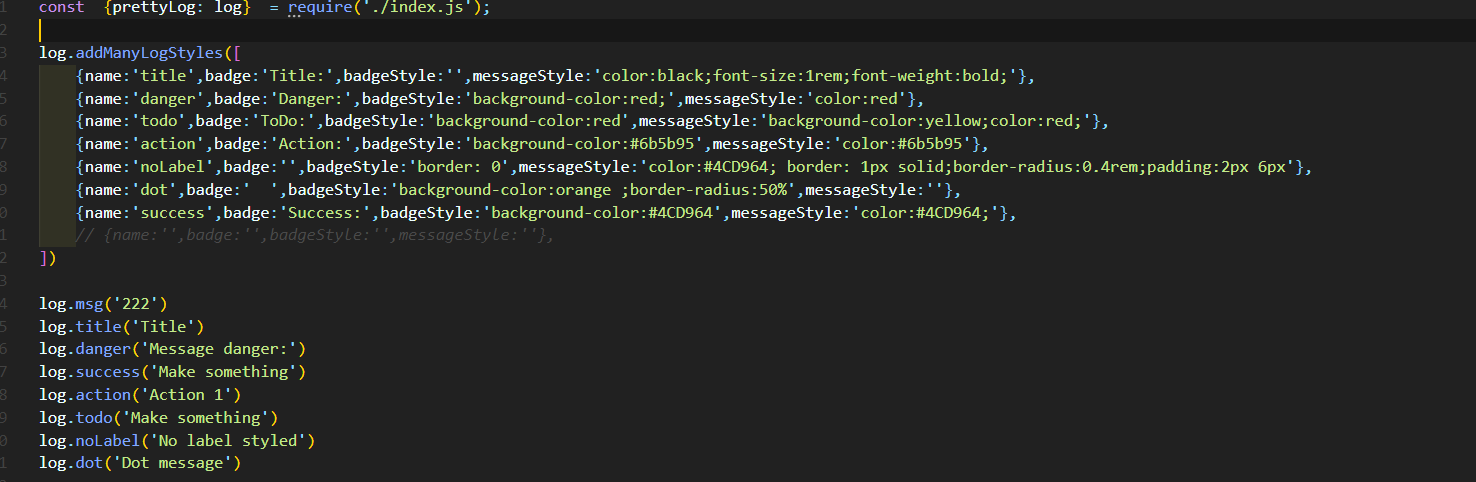 1 const  {prettyLog: log}  = require('./index.js');
2
3 log.addManyLogStyles([
4     {name:'title',badge:'Title:',badgeStyle:'',messageStyle:'color:black;font-size:1rem;font-weight:bold;'},
5     {name:'danger',badge:'Danger:',badgeStyle:'background-color:red;',messageStyle:'color:red'},
6     {name:'todo',badge:'ToDo:',badgeStyle:'background-color:red',messageStyle:'background-color:yellow;color:red;'},
7     {name:'action',badge:'Action:',badgeStyle:'background-color:#6b5b95',messageStyle:'color:#6b5b95'},
8     {name:'noLabel',badge:'',badgeStyle:'border: 0',messageStyle:'color:#4CD964; border: 1px solid;border-radius:0.4rem;padding:2px 6px'},
9     {name:'dot',badge:'  ',badgeStyle:'background-color:orange ;border-radius:50%',messageStyle:''},
0     {name:'success',badge:'Success:',badgeStyle:'background-color:#4CD964',messageStyle:'color:#4CD964;'},
1     // {name:'',badge:'',badgeStyle:'',messageStyle:''},
2 ])
3
4 log.msg('222')
5 log.title('Title')
6 log.danger('Message danger:')
7 log.success('Make something')
8 log.action('Action 1')
9 log.todo('Make something')
0 log.noLabel('No label styled')
1 log.dot('Dot message')